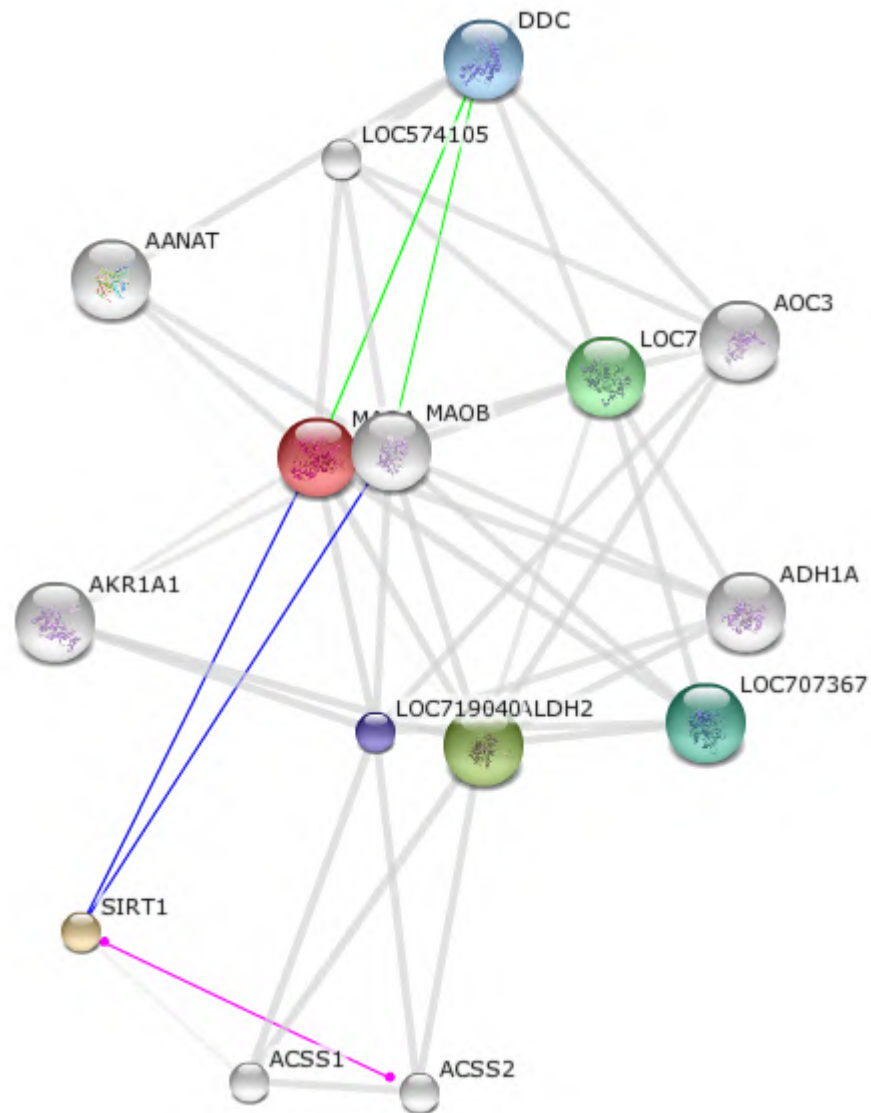 DDC
LOC574105
AANAT
AOC3
LOC7
MAOB
AKR1A1
ADH1A
LOC707367
LOC719040
ALDH2
SIRT1
ACSS1
ACSS2